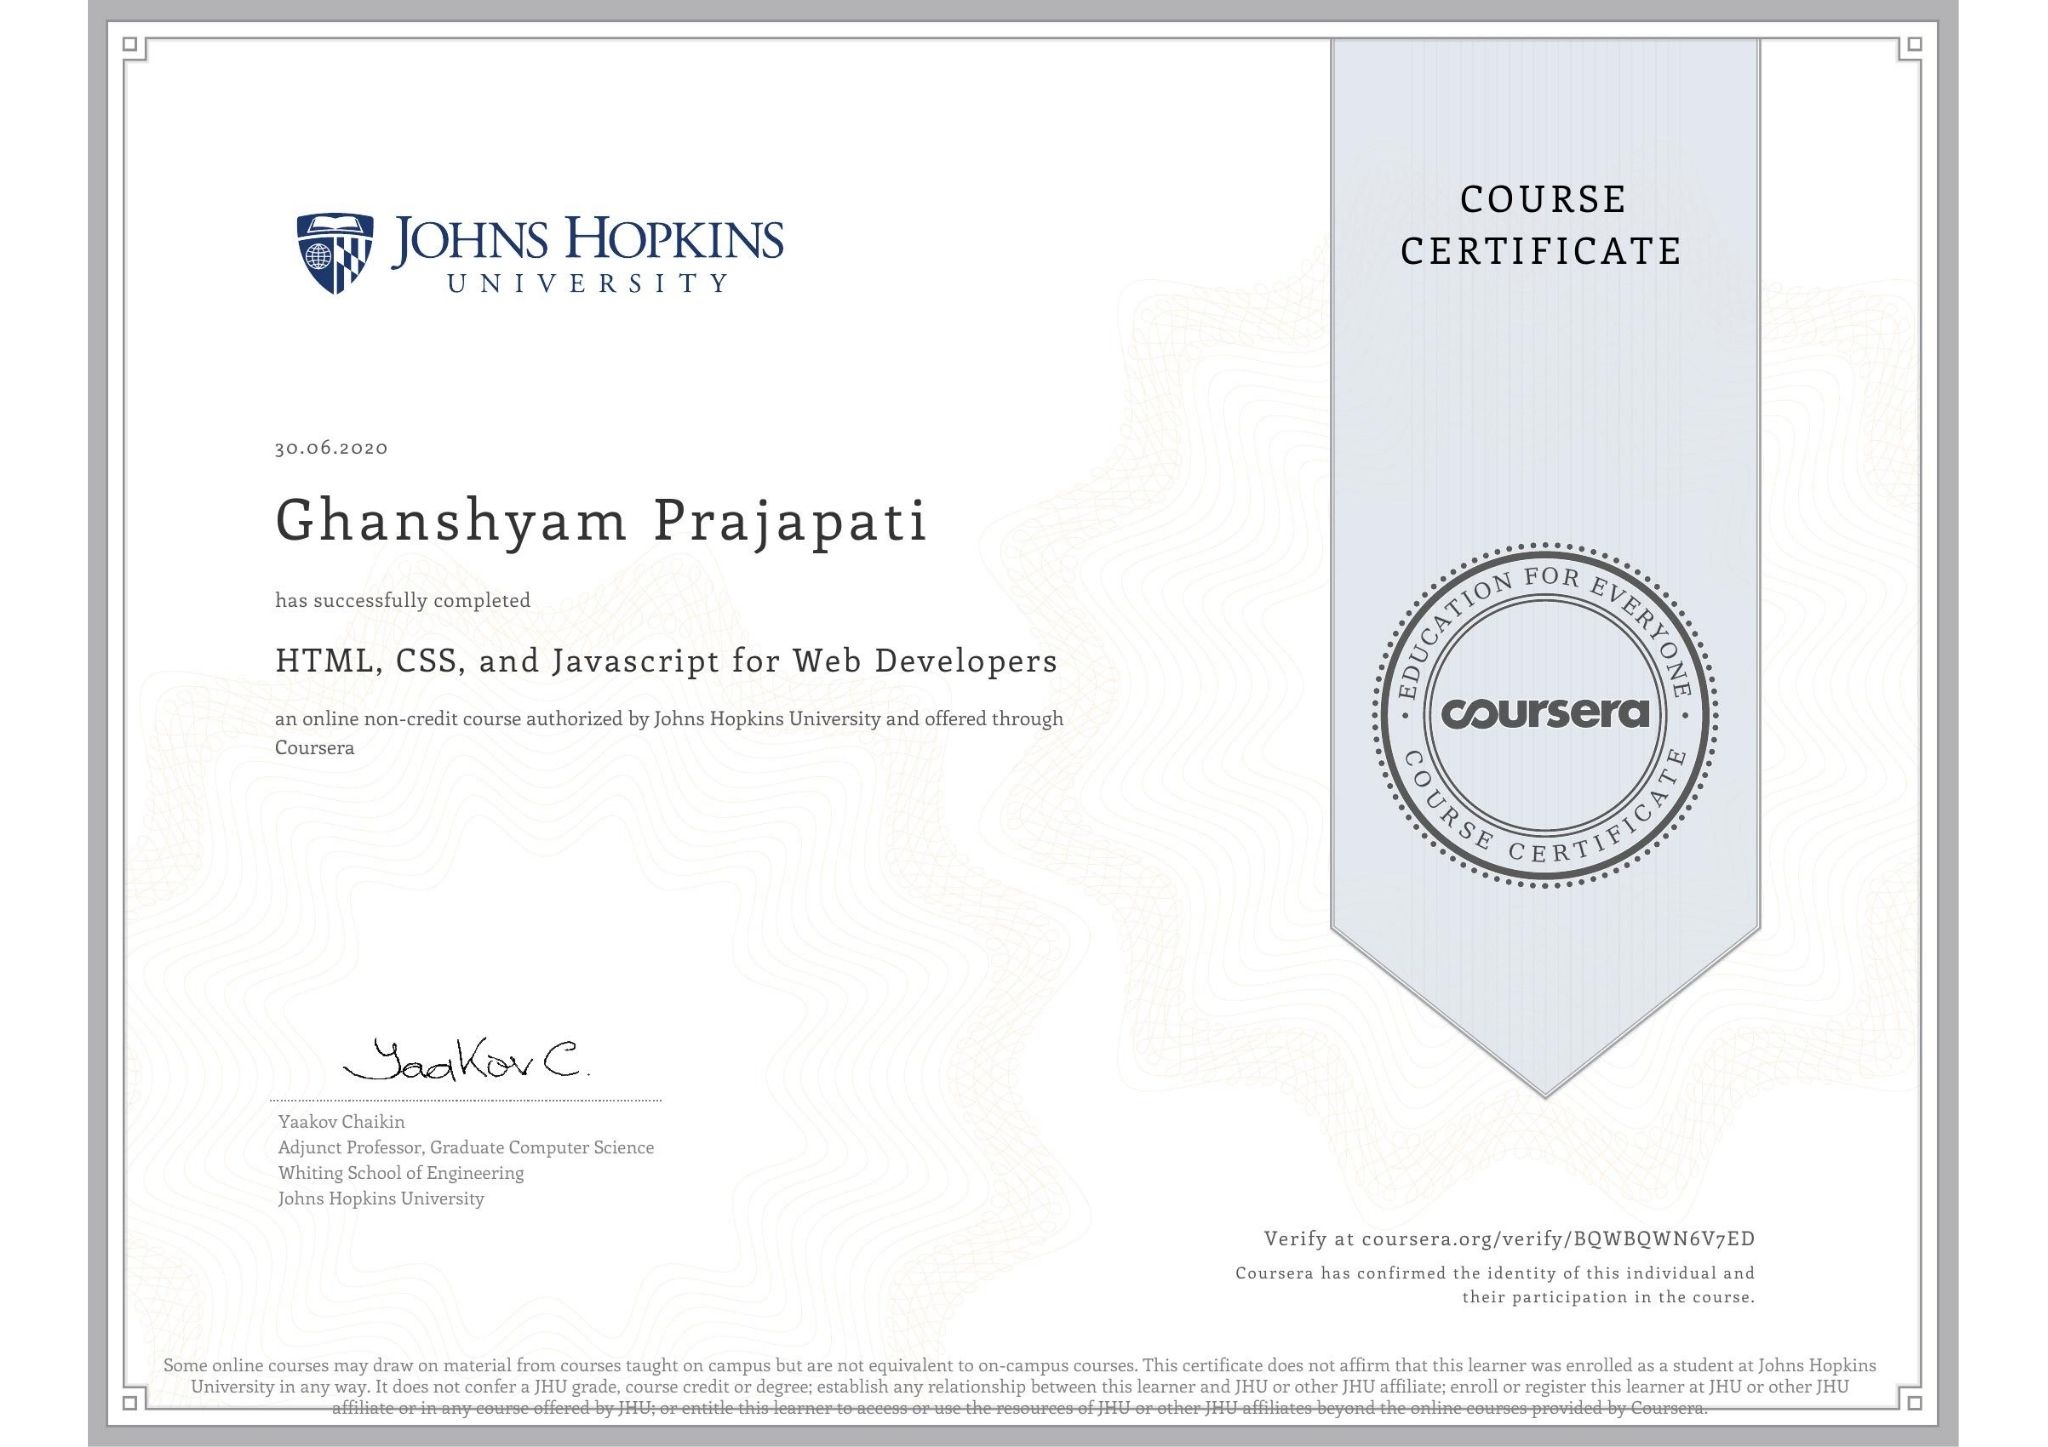 JOHNS HOPKINS
UNIVERSITY
COURSE
CERTIFICATE
30.06.2020
Ghanshyam Prajapati
has successfully completed
HTML, CSS, and Javascript for Web Developers
an online non-credit course authorized by Johns Hopkins University and offered through
Coursera
EDUCATION FOR EVERYONE
coursera
COURSE CERTIFICATE
Yaakov C.
Yaakov Chaikin
Adjunct Professor, Graduate Computer Science
Whiting School of Engineering
Johns Hopkins University
Verify at coursera.org/verify/BQWBQWN6V7ED
Coursera has confirmed the identity of this individual and
their participation in the course.
Some online courses may draw on material from courses taught on campus but are not equivalent to on-campus courses. This certificate does not affirm that this learner was enrolled as a student at Johns Hopkins
University in any way. It does not confer a JHU grade, course credit or degree; establish any relationship between this learner and JHU or other JHU affiliate; enroll or register this learner at JHU or other JHU
affiliate or in any course offered by JHU; or entitle this learner to access or use the resources of JHU or other JHU affiliates beyond the online courses provided by Coursera.